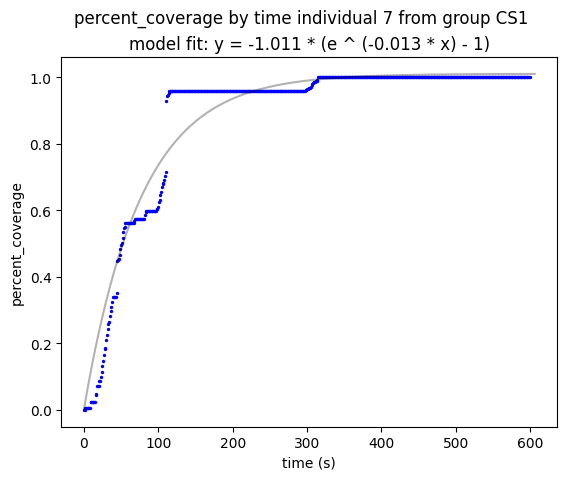 percent_coverage by time individual 7 from group CS1
model fit: y = -1.011 * (e ^ (-0.013 * x) - 1)
1.0
0.8
0.6
0.4
0.2
0.0
percent_coverage
0 100 200 300 400 500 600
time (s)